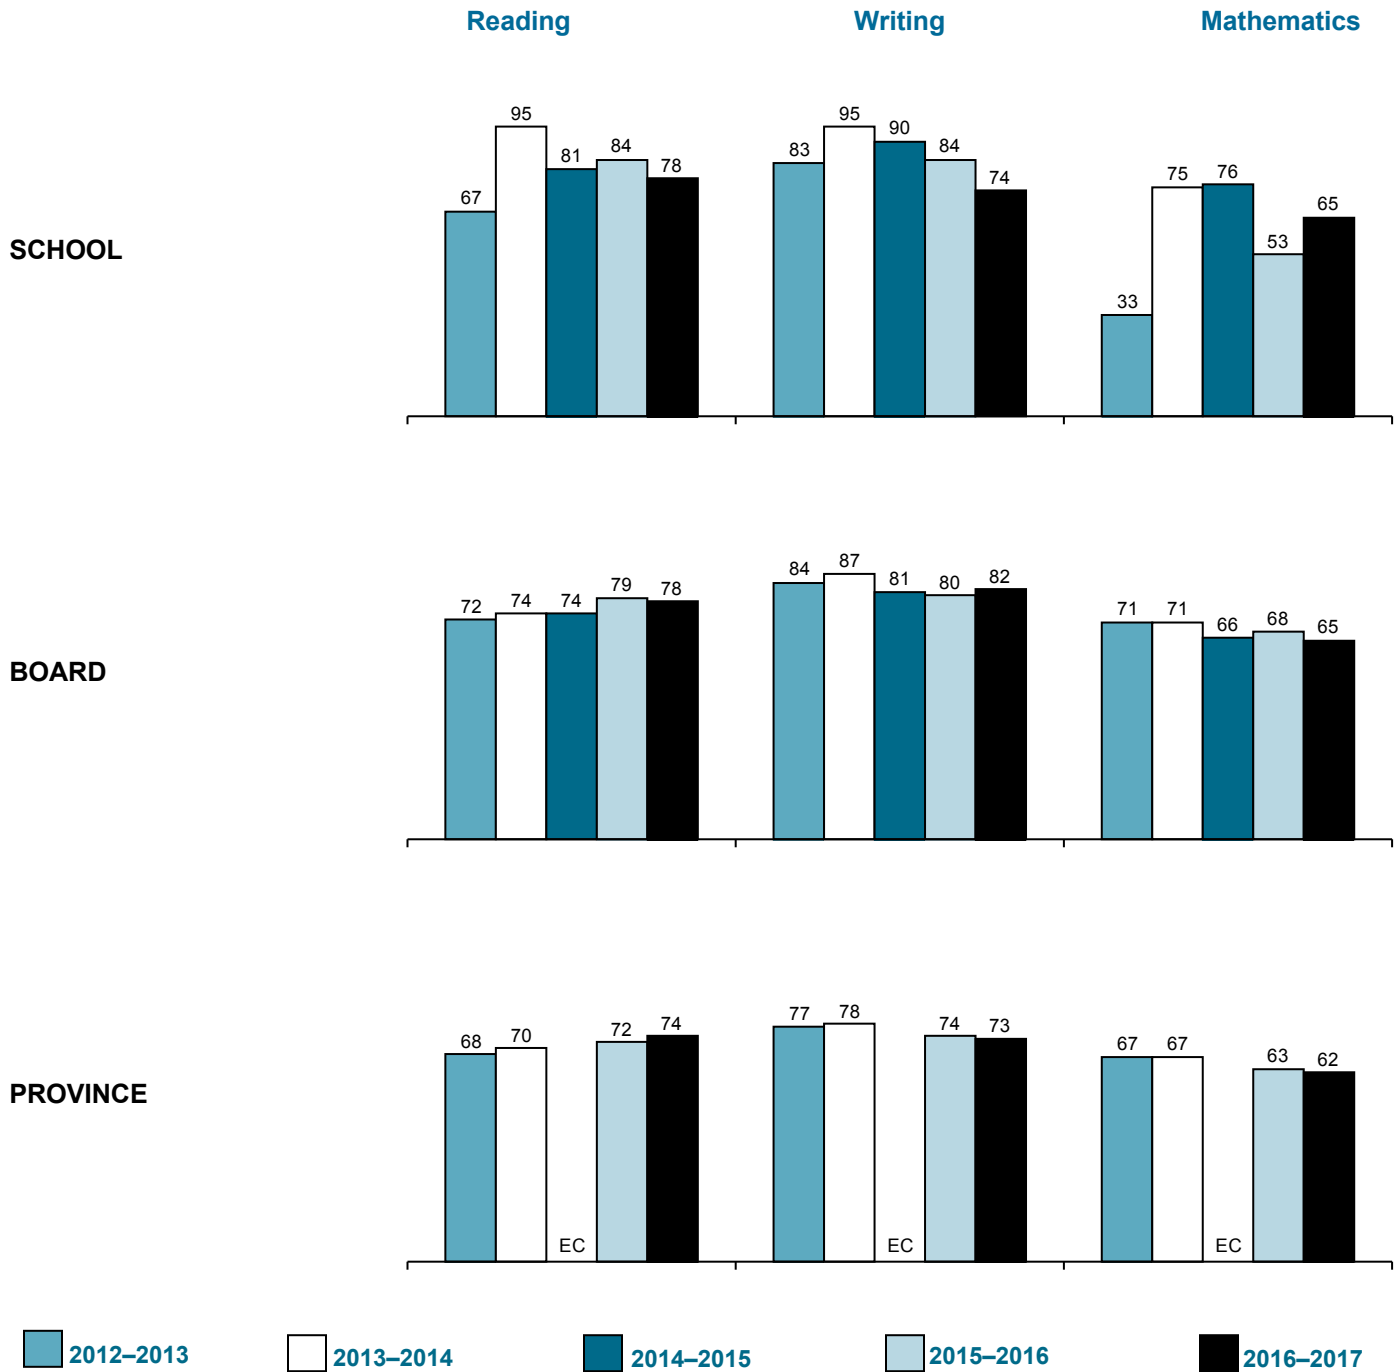 Reading Writing Mathematics
SCHOOL
67 95 81 84 78
83 95 90 84 74
33 75 76 53 65
BOARD
72 74 74 79 78
84 87 81 80 82
71 71 66 68 65
PROVINCE
68 70 EC 72 74
77 78 EC 74 73
67 67 EC 63 62
2012–2013 2013–2014 2014–2015 2015–2016 2016–2017